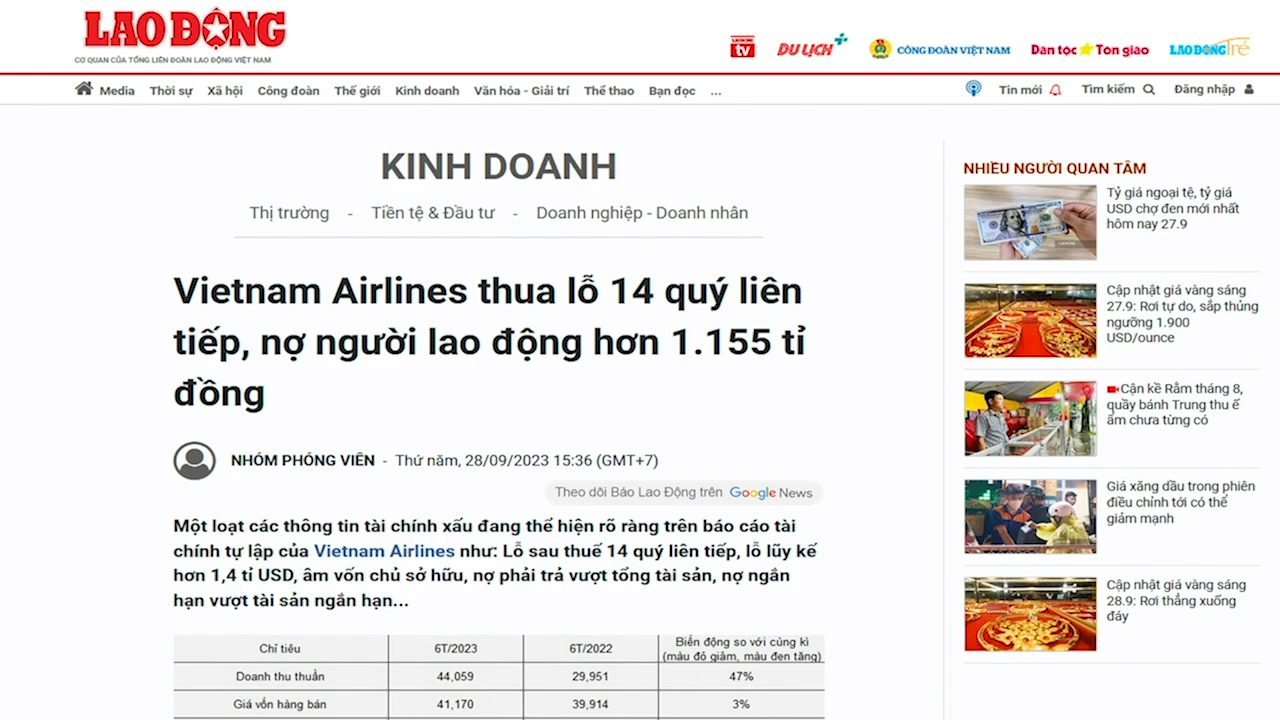 LAO ĐỘNG
CƠ QUAN CỦA TỔNG LIÊN ĐOÀN LAO ĐỘNG VIỆT NAM
tv
DU LỊCH
CÔNG ĐOÀN VIỆT NAM
Dân tộc Tôn giáo
LAO ĐỘNG Trẻ
Media Thời sự Xã hội Công đoàn Thế giới Kinh doanh Văn hóa - Giải trí Thể thao Bạn đọc ...
Tin mới Tìm kiếm Đăng nhập
KINH DOANH
Thị trường - Tiền tệ & Đầu tư - Doanh nghiệp - Doanh nhân
Vietnam Airlines thua lỗ 14 quý liên
tiếp, nợ người lao động hơn 1.155 tỉ
đồng
NHÓM PHÓNG VIÊN - Thứ năm, 28/09/2023 15:36 (GMT+7)
Theo dõi Báo Lao Động trên Google News
Một loạt các thông tin tài chính xấu đang thể hiện rõ ràng trên báo cáo tài
chính tự lập của Vietnam Airlines như: Lỗ sau thuế 14 quý liên tiếp, lỗ lũy kế
hơn 1,4 tỉ USD, âm vốn chủ sở hữu, nợ phải trả vượt tổng tài sản, nợ ngắn
hạn vượt tài sản ngắn hạn...
Chỉ tiêu 6T/2023 6T/2022 Biến động so với cùng kì
(màu đỏ giảm, màu đen tăng)
Doanh thu thuần 44,059 29,951 47%
Giá vốn hàng bán 41,170 39,914 3%
NHIỀU NGƯỜI QUAN TÂM
Tỷ giá ngoại tệ, tỷ giá
USD chợ đen mới nhất
hôm nay 27.9
Cập nhật giá vàng sáng
27.9: Rơi tự do, sắp thủng
ngưỡng 1.900
USD/ounce
Cận kề Rằm tháng 8,
quầy bánh Trung thu ế
ẩm chưa từng có
Giá xăng dầu trong phiên
điều chỉnh tới có thể
giảm mạnh
Cập nhật giá vàng sáng
28.9: Rơi thẳng xuống
đáy